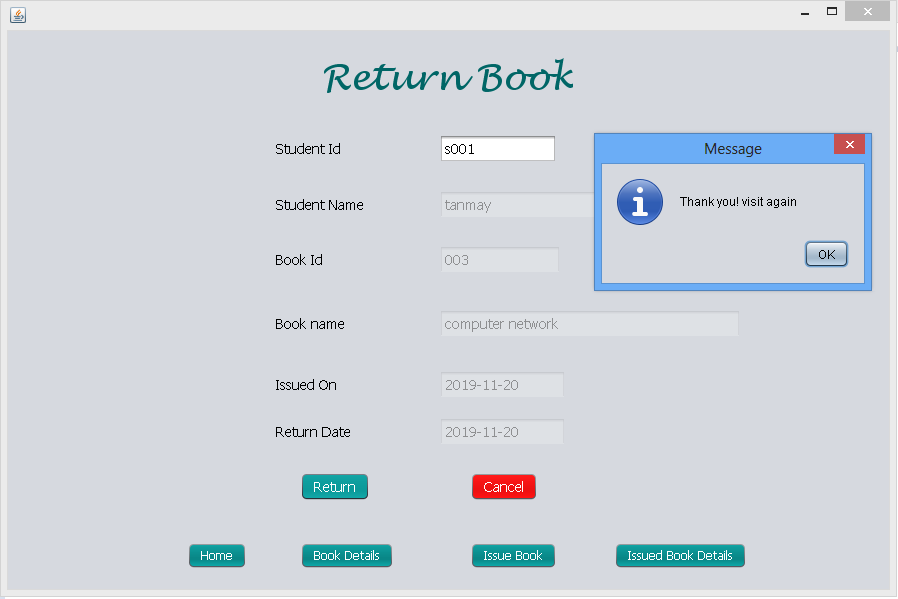 Return Book
Student Id s001
Message
Student Name tanmay
Thank you! visit again
Book Id 003
OK
Book name computer network
Issued On 2019-11-20
Return Date 2019-11-20
Return Cancel
Home Book Details Issue Book Issued Book Details